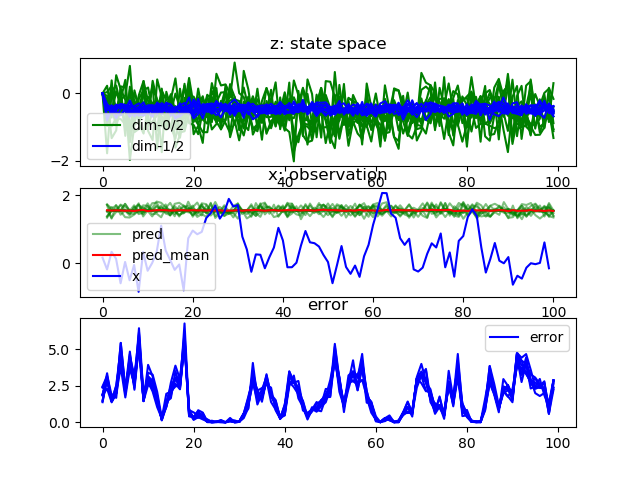 z: state space
0
−2
dim-0/2
dim-1/2
0 20 40 60 80 100
x: observation
2
0
pred
pred_mean
x
0 20 40 60 80 100
error
5.0
2.5
0.0
error
0 20 40 60 80 100